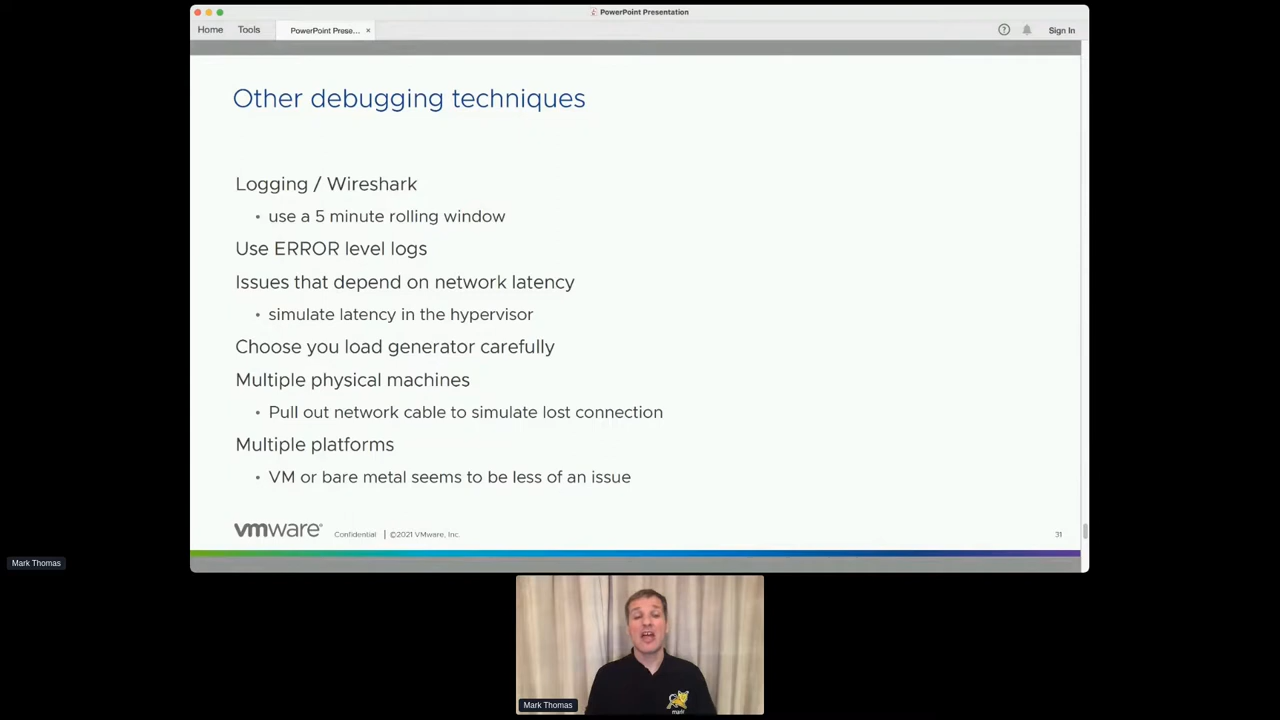 PowerPoint Presentation
Home Tools PowerPoint Prese... × Sign In
Other debugging techniques
Logging / Wireshark
• use a 5 minute rolling window
Use ERROR level logs
Issues that depend on network latency
• simulate latency in the hypervisor
Choose you load generator carefully
Multiple physical machines
• Pull out network cable to simulate lost connection
Multiple platforms
• VM or bare metal seems to be less of an issue
vmware® Confidential | ©2021 VMware, Inc. 31
Mark Thomas
Mark Thomas